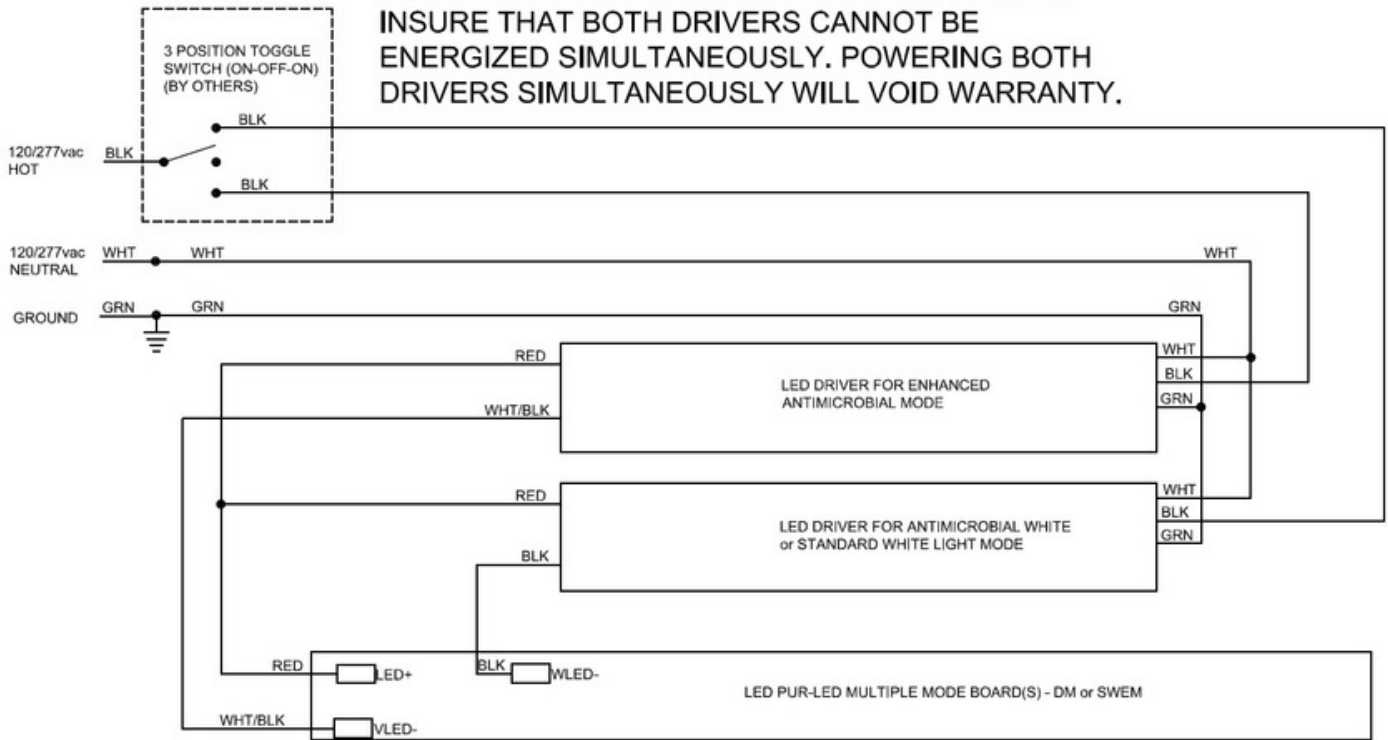 INSURE THAT BOTH DRIVERS CANNOT BE
ENERGIZED SIMULTANEOUSLY. POWERING BOTH
DRIVERS SIMULTANEOUSLY WILL VOID WARRANTY.
3 POSITION TOGGLE
SWITCH (ON-OFF-ON)
(BY OTHERS)
BLK
120/277vac
HOT
BLK
BLK
120/277vac
NEUTRAL
WHT
WHT
WHT
GROUND
GRN
GRN
GRN
RED
WHT/BLK
LED DRIVER FOR ENHANCED
ANTIMICROBIAL MODE
WHT
BLK
GRN
RED
BLK
LED DRIVER FOR ANTIMICROBIAL WHITE
or STANDARD WHITE LIGHT MODE
WHT
BLK
GRN
RED
LED+
BLK
WLED-
LED PUR-LED MULTIPLE MODE BOARD(S) - DM or SWEM
WHT/BLK
VLED-